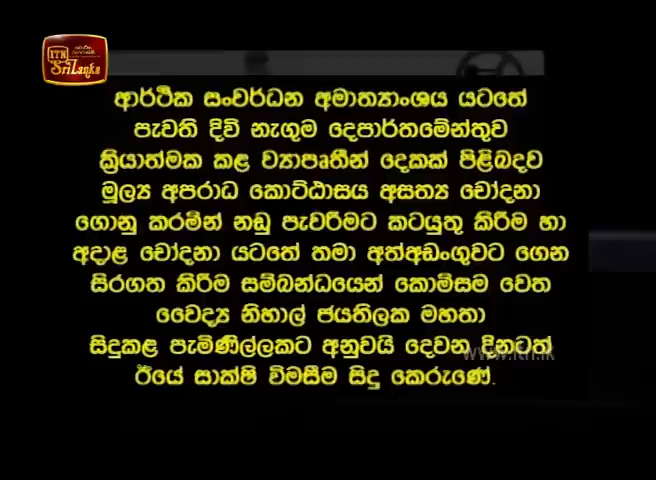 ITN
SriLanka
ආර්ථික සංවර්ධන අමාත්‍යාංශය යටතේ
පැවති දිවි නැගුම දෙපාර්තමේන්තුව
ක්‍රියාත්මක කළ ව්‍යාපෘතීන් දෙකක් පිළිබදව
මූල්‍ය අපරාධ කොට්ඨාසය අසත්‍ය චෝදනා
ගොනු කරමින් නඩු පැවරීමට කටයුතු කිරීම හා
අදාළ චෝදනා යටතේ තමා අත්අඩංගුවට ගෙන
සිරගත කිරීම සම්බන්ධයෙන් කොමිසම වෙත
වෛද්‍ය නිහාල් ජයතිලක මහතා
සිදුකළ පැමිණිල්ලකට අනුවයි දෙවන දිනටත්
www.itn.lk
ඊයේ සාක්ෂි විමසීම සිදු කෙරුණේ.